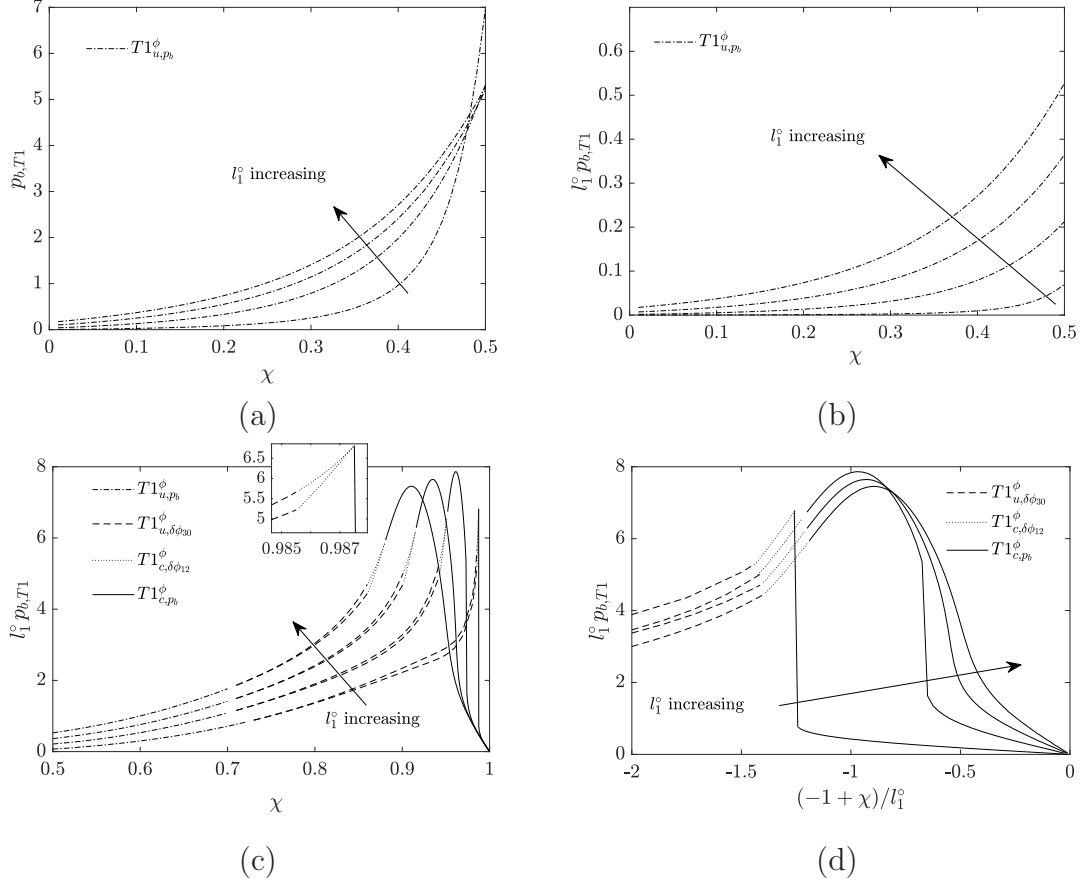 7
6
5
4
3
2
1
0
p_{b,T1}
T1^ϕ_{u,p_b}
l_1° increasing
0 0.1 0.2 0.3 0.4 0.5
χ
(a)
0.6
0.5
0.4
0.3
0.2
0.1
0
l_1° p_{b,T1}
T1^ϕ_{u,p_b}
l_1° increasing
0.1 0.2 0.3 0.4 0.5
χ
(b)
8
6
4
2
0
l_1° p_{b,T1}
T1^ϕ_{u,p_b}
T1^ϕ_{u,δϕ_{30}}
T1^ϕ_{c,δϕ_{12}}
T1^ϕ_{c,p_b}
6.5
6
5.5
5
0.985 0.987
l_1° increasing
0.5 0.6 0.7 0.8 0.9 1
χ
(c)
8
6
4
2
0
l_1° p_{b,T1}
T1^ϕ_{u,δϕ_{30}}
T1^ϕ_{c,δϕ_{12}}
T1^ϕ_{c,p_b}
l_1° increasing
-2 -1.5 -1 -0.5 0
(−1 + χ)/l_1°
(d)